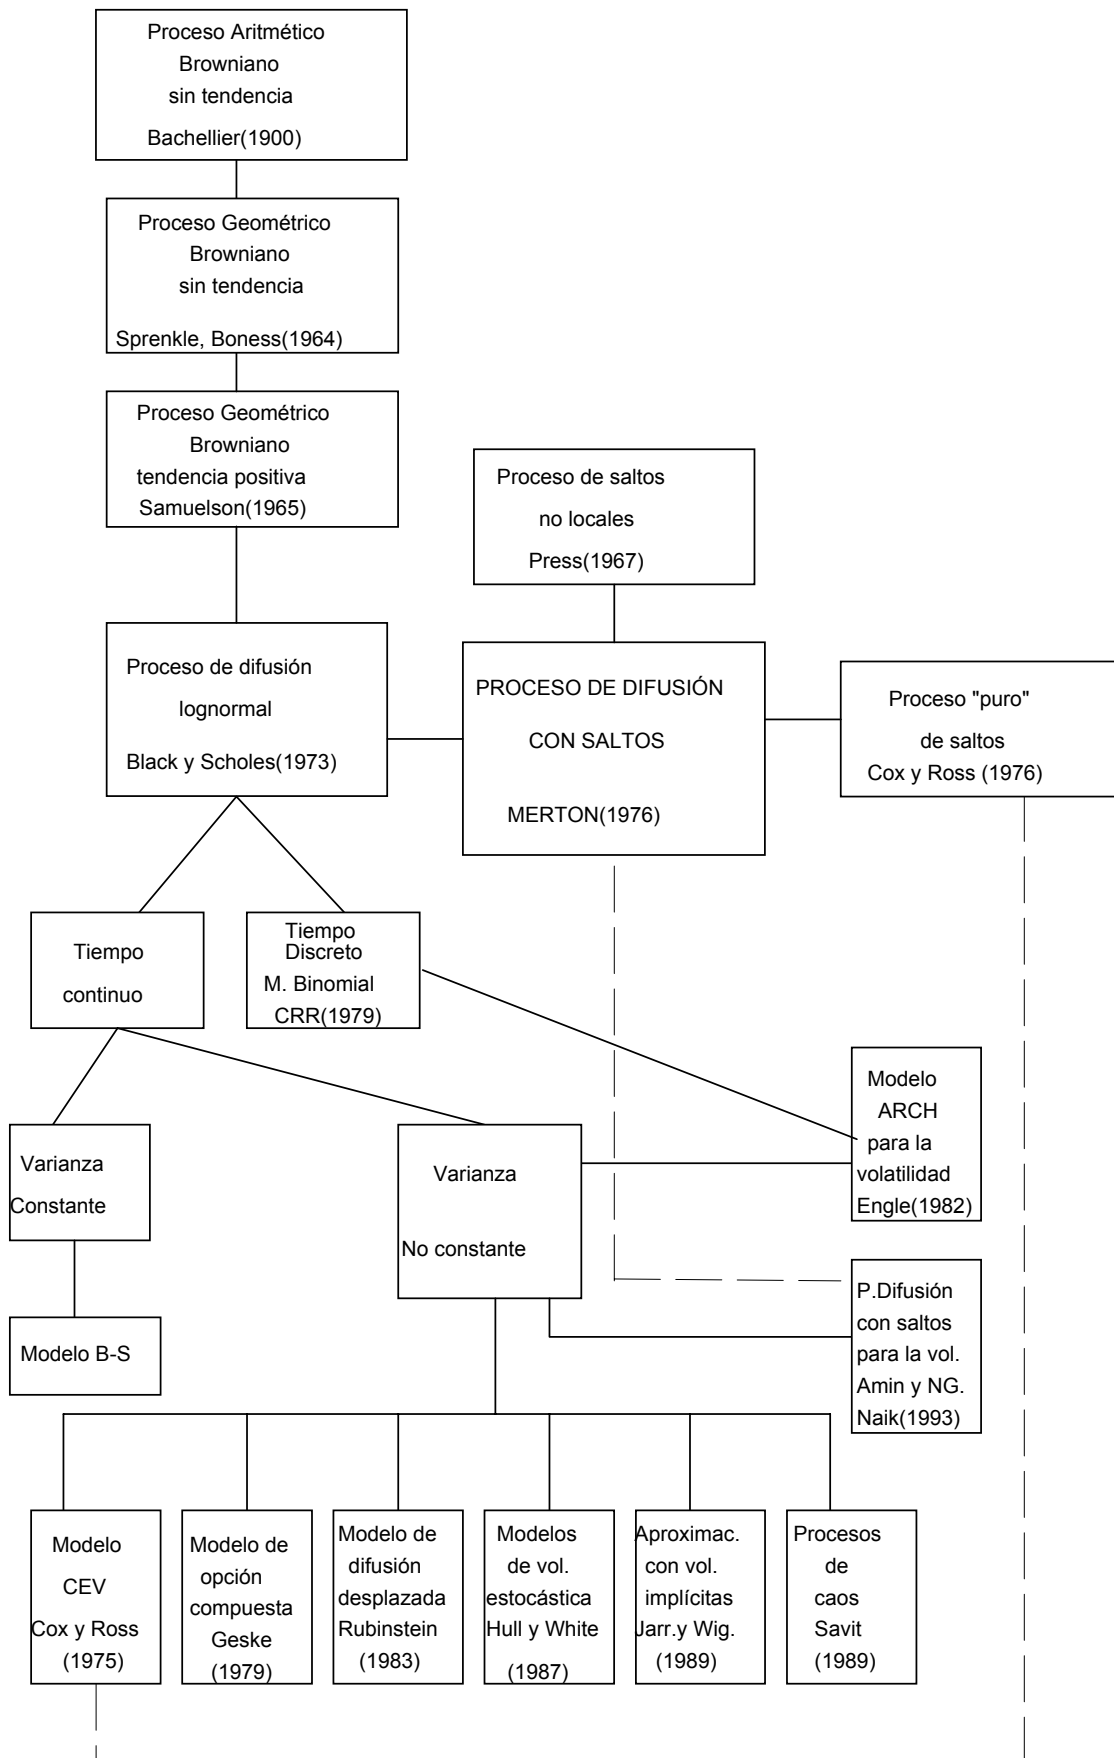 Proceso Aritmético
Browniano
sin tendencia
Bachellier(1900)
Proceso Geométrico
Browniano
sin tendencia
Sprenkle, Boness(1964)
Proceso Geométrico
Browniano
tendencia positiva
Samuelson(1965)
Proceso de saltos
no locales
Press(1967)
Proceso de difusión
lognormal
Black y Scholes(1973)
PROCESO DE DIFUSIÓN
CON SALTOS
MERTON(1976)
Proceso "puro"
de saltos
Cox y Ross (1976)
Tiempo
continuo
Tiempo
Discreto
M. Binomial
CRR(1979)
Modelo
ARCH
para la
volatilidad
Engle(1982)
Varianza
Constante
Varianza
No constante
P.Difusión
con saltos
para la vol.
Amin y NG.
Naik(1993)
Modelo B-S
Modelo
CEV
Cox y Ross
(1975)
Modelo de
opción
compuesta
Geske
(1979)
Modelo de
difusión
desplazada
Rubinstein
(1983)
Modelos
de vol.
estocástica
Hull y White
(1987)
Aproximac.
con vol.
implícitas
Jarr.y Wig.
(1989)
Procesos
de
caos
Savit
(1989)